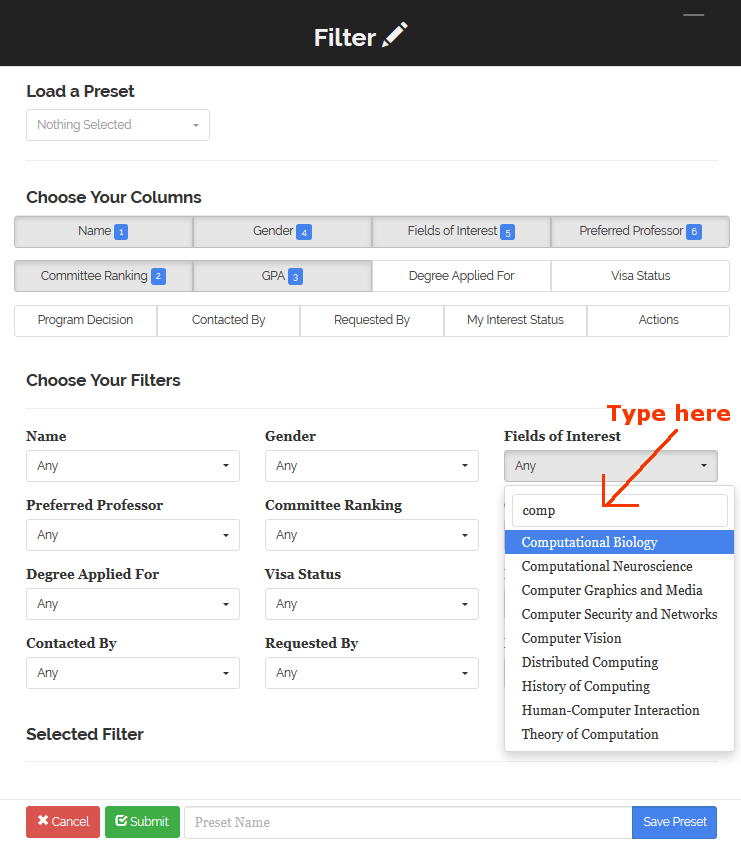 Filter
Load a Preset
Nothing Selected
Choose Your Columns
Name 1 Gender 4 Fields of Interest 5 Preferred Professor 6
Committee Ranking 2 GPA 3 Degree Applied For Visa Status
Program Decision Contacted By Requested By My Interest Status Actions
Choose Your Filters
Type here
Name Gender Fields of Interest
Any Any Any
Preferred Professor Committee Ranking
comp
Any Any
Computational Biology
Computational Neuroscience
Degree Applied For Visa Status
Computer Graphics and Media
Any Any
Computer Security and Networks
Contacted By Requested By
Computer Vision
Distributed Computing
Any Any
History of Computing
Human-Computer Interaction
Selected Filter
Theory of Computation
Cancel Submit Preset Name Save Preset